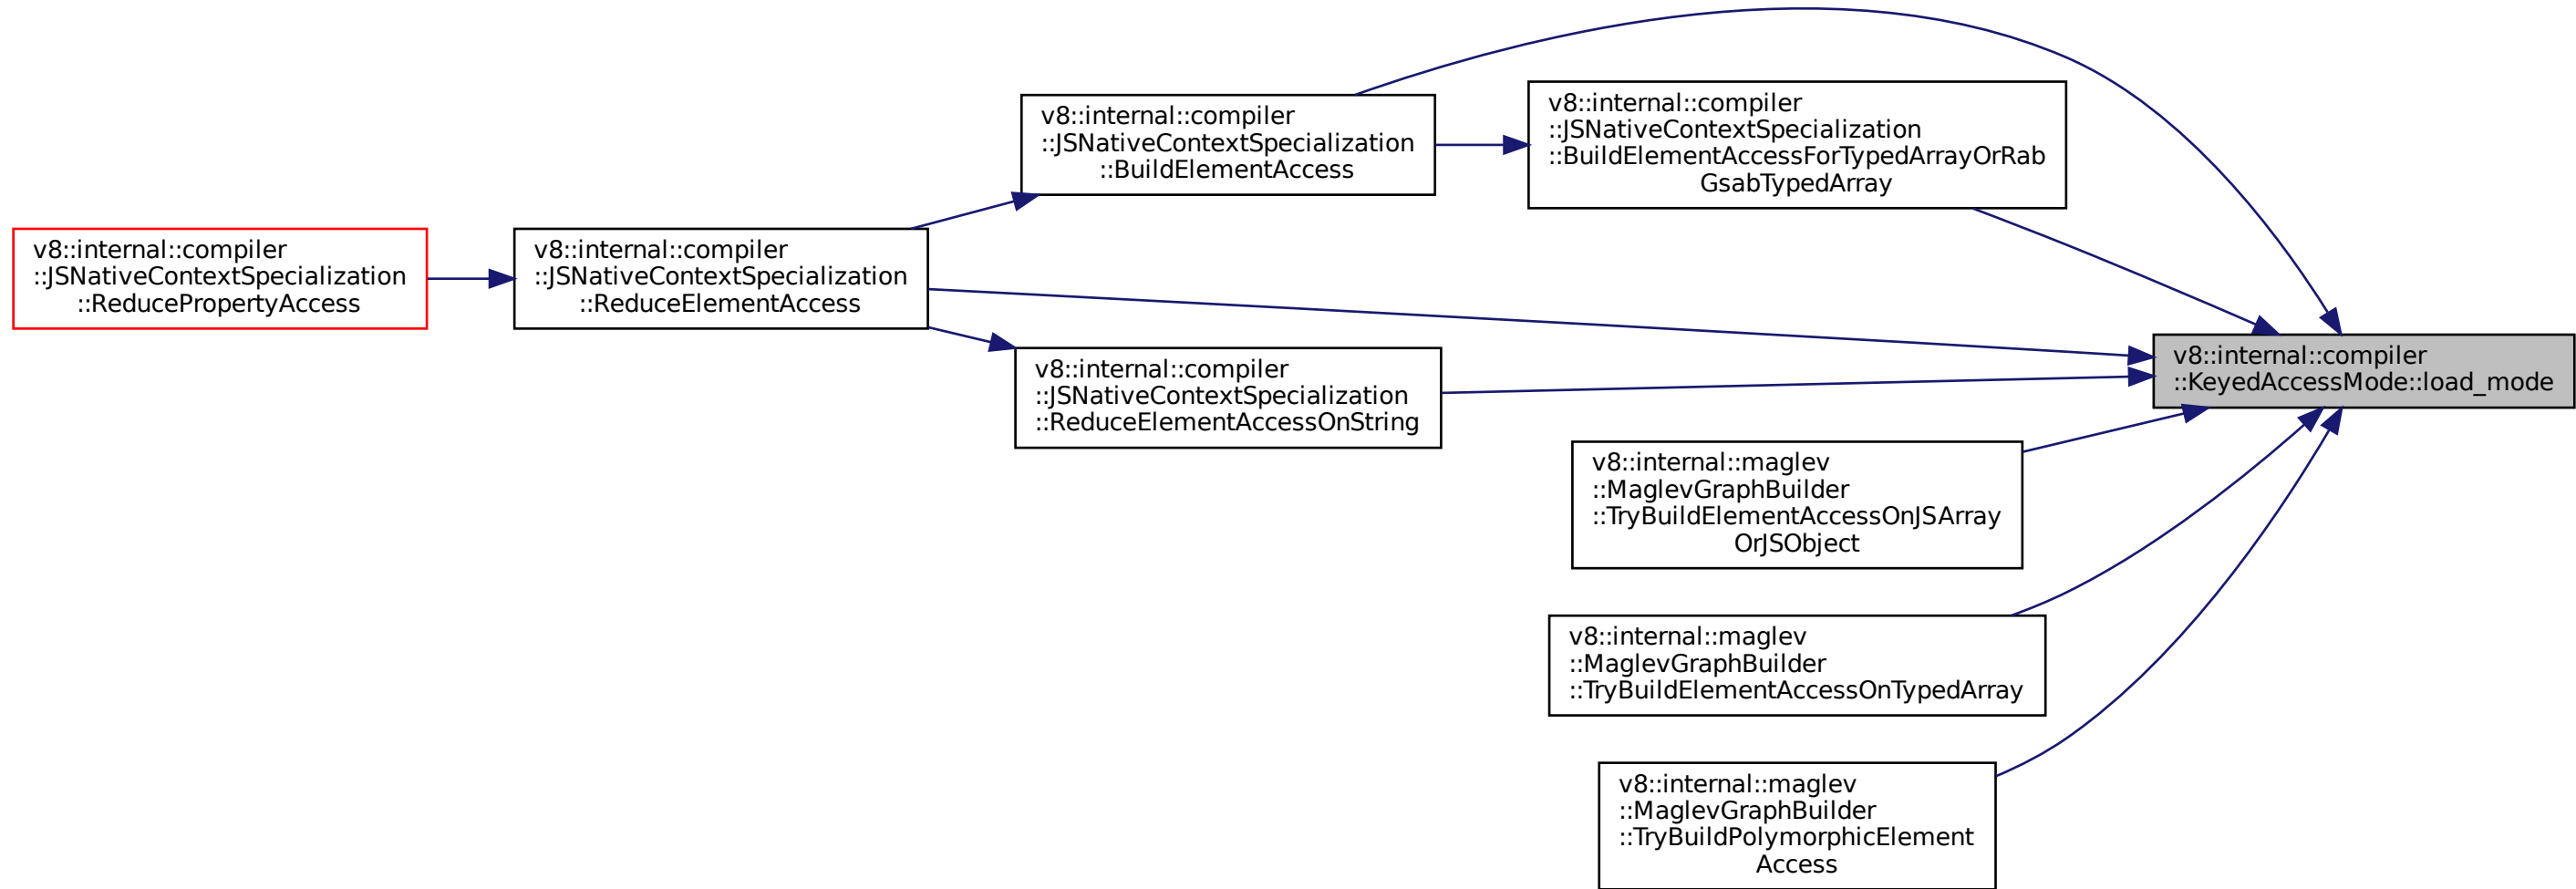 v8::internal::compiler
::JSNativeContextSpecialization
::ReducePropertyAccess
v8::internal::compiler
::JSNativeContextSpecialization
::ReduceElementAccess
v8::internal::compiler
::JSNativeContextSpecialization
::BuildElementAccess
v8::internal::compiler
::JSNativeContextSpecialization
::ReduceElementAccessOnString
v8::internal::compiler
::JSNativeContextSpecialization
::BuildElementAccessForTypedArrayOrRab
GsabTypedArray
v8::internal::maglev
::MaglevGraphBuilder
::TryBuildElementAccessOnJSArray
OrJSObject
v8::internal::maglev
::MaglevGraphBuilder
::TryBuildElementAccessOnTypedArray
v8::internal::maglev
::MaglevGraphBuilder
::TryBuildPolymorphicElement
Access
v8::internal::compiler
::KeyedAccessMode::load_mode